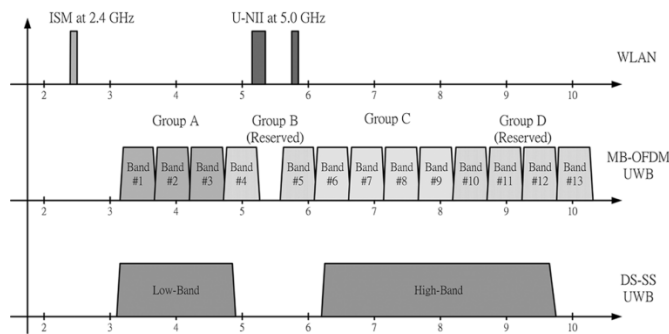 ISM at 2.4 GHz
U-NII at 5.0 GHz
WLAN
2 3 4 5 6 7 8 9 10
Group A
Group B
(Reserved)
Group C
Group D
(Reserved)
Band
#1
Band
#2
Band
#3
Band
#4
Band
#5
Band
#6
Band
#7
Band
#8
Band
#9
Band
#10
Band
#11
Band
#12
Band
#13
MB-OFDM
UWB
2 3 4 5 6 7 8 9 10
Low-Band
High-Band
DS-SS
UWB
2 3 4 5 6 7 8 9 10